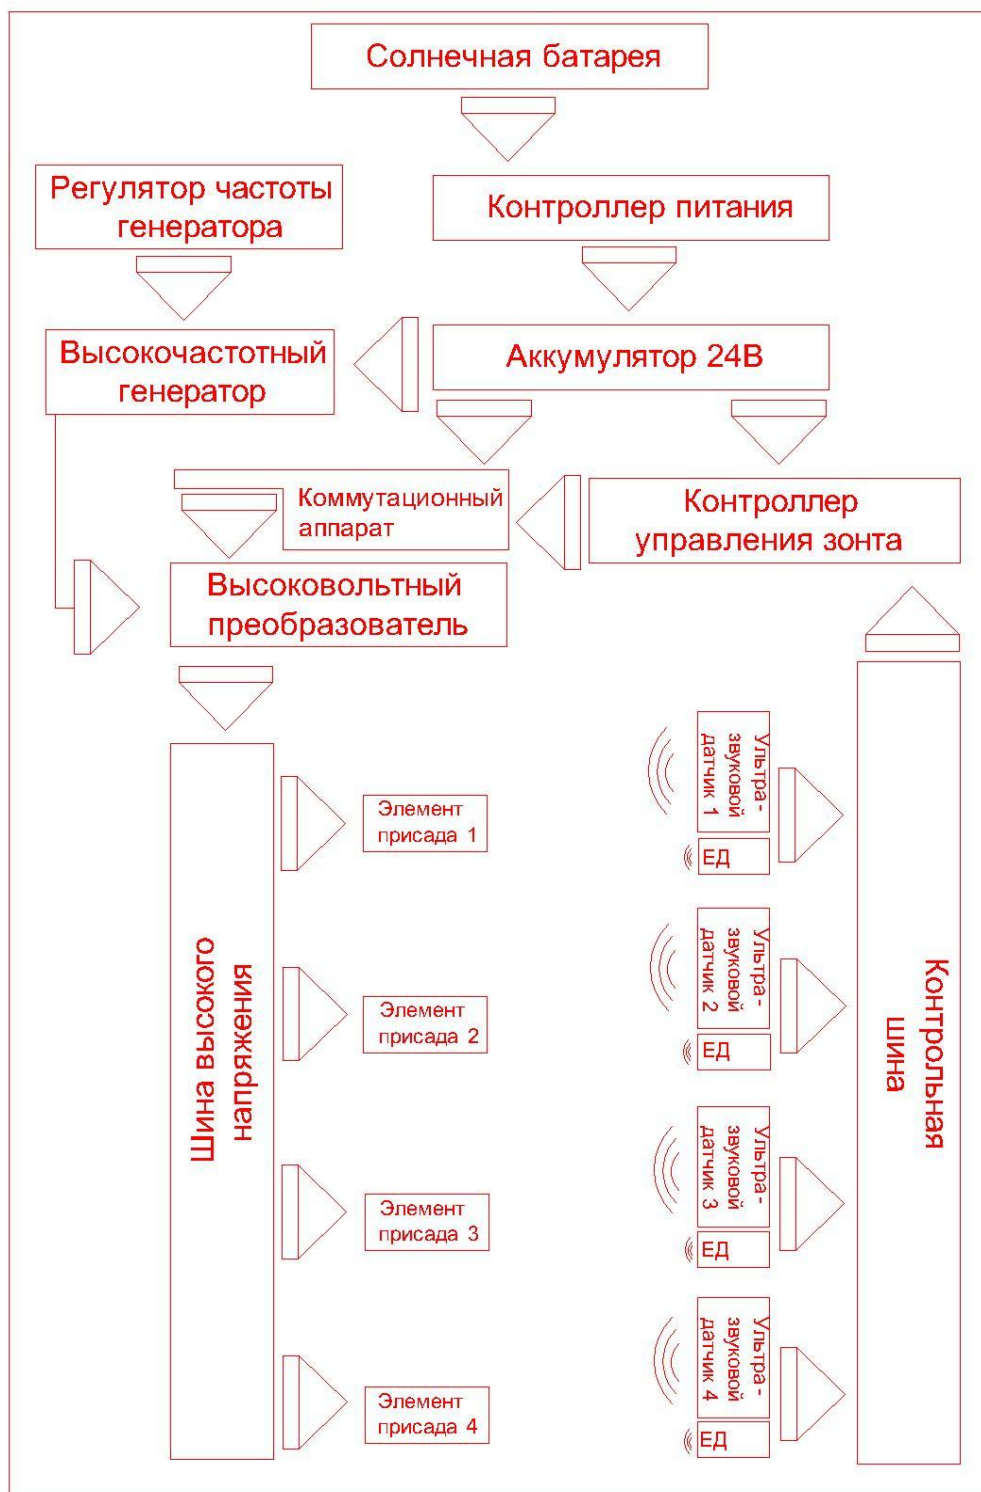 Солнечная батарея
Регулятор частоты
генератора
Контроллер питания
Высокочастотный
генератор
Аккумулятор 24В
Коммутационный
аппарат
Контроллер
управления зонта
Высоковольтный
преобразователь
Шина высокого
напряжения
Элемент
присада 1
Элемент
присада 2
Элемент
присада 3
Элемент
присада 4
Ультра -
звуковой
датчик 1
ЕД
Ультра -
звуковой
датчик 2
ЕД
Ультра -
звуковой
датчик 3
ЕД
Ультра -
звуковой
датчик 4
ЕД
Контрольная
шина